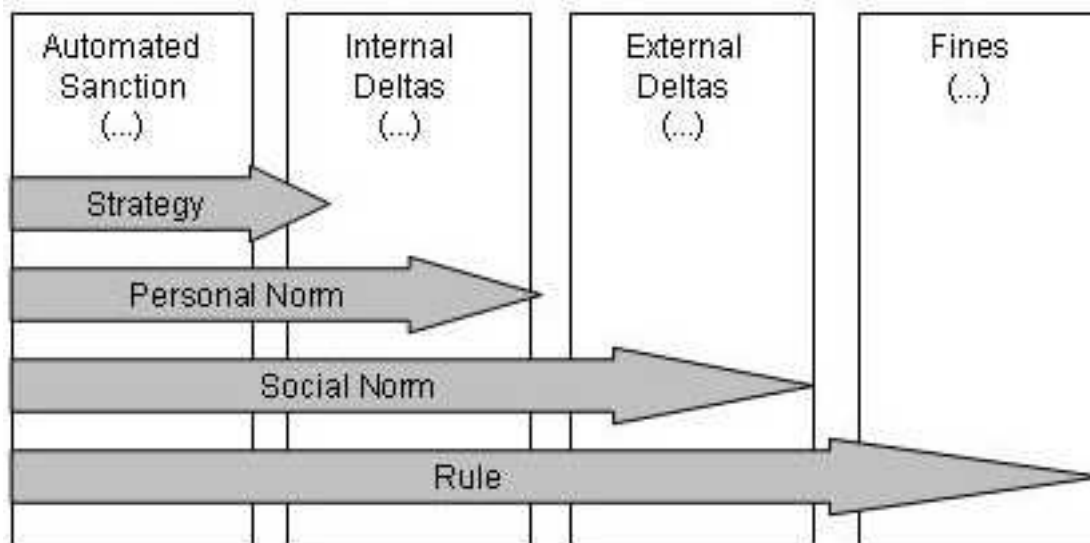 Automated
Sanction
(...)
Internal
Deltas
(...)
External
Deltas
(...)
Fines
(...)
Strategy
Personal Norm
Social Norm
Rule